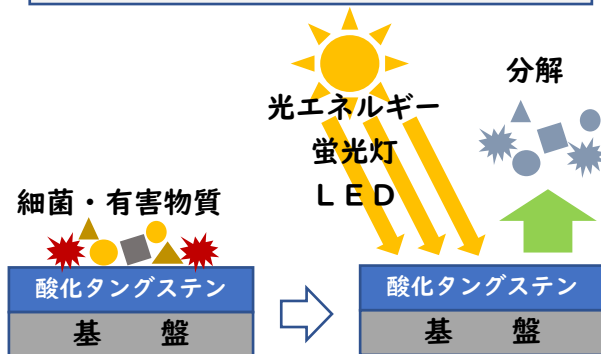 分解
光エネルギー
蛍光灯
ＬＥＤ
細菌・有害物質
酸化タングステン
基　盤
酸化タングステン
基　盤